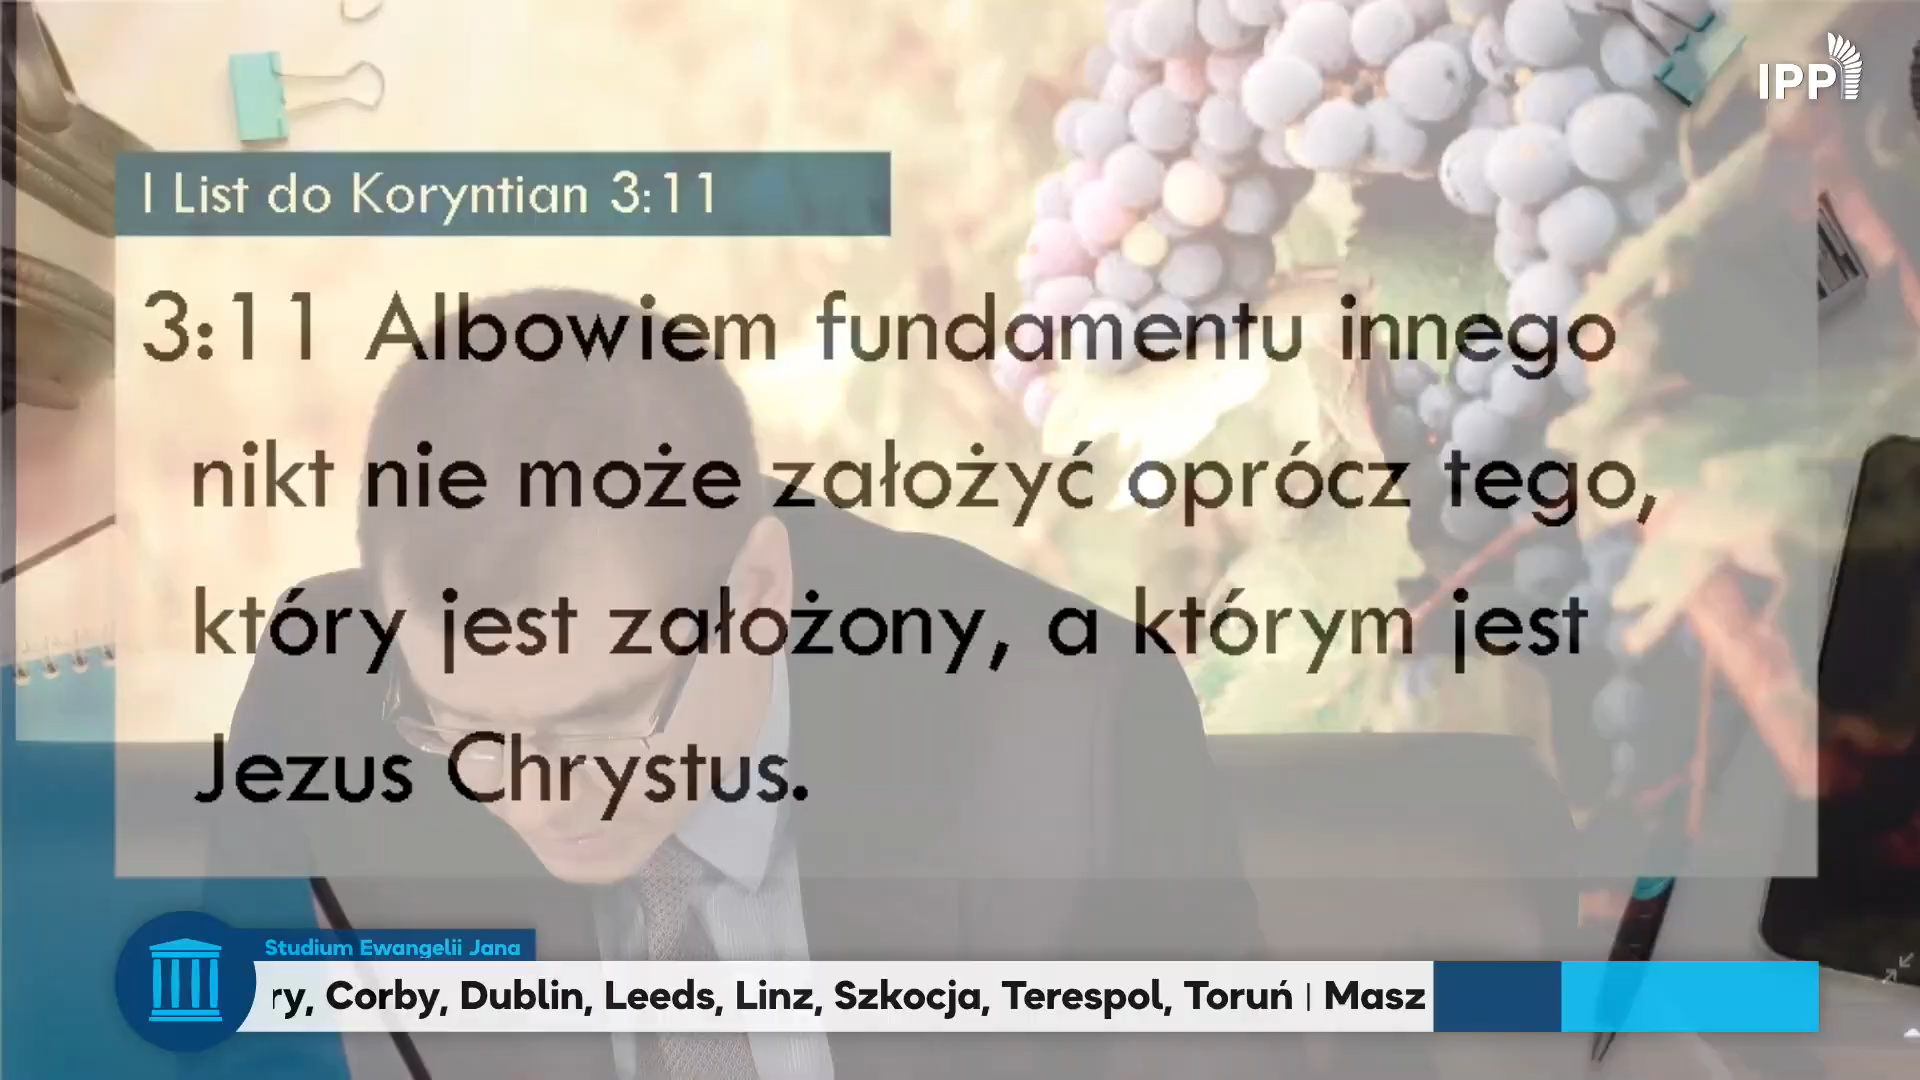 IPP
I List do Koryntian 3:11
3:11 Albowiem fundamentu innego
nikt nie może założyć oprócz tego,
który jest założony, a którym jest
Jezus Chrystus.
Studium Ewangelii Jana
Corby, Dublin, Leeds, Linz, Szkocja, Terespol, Toruń | Masz